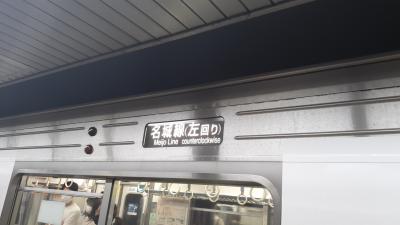 名城線(左回り)
Meijo Line counterclockwise